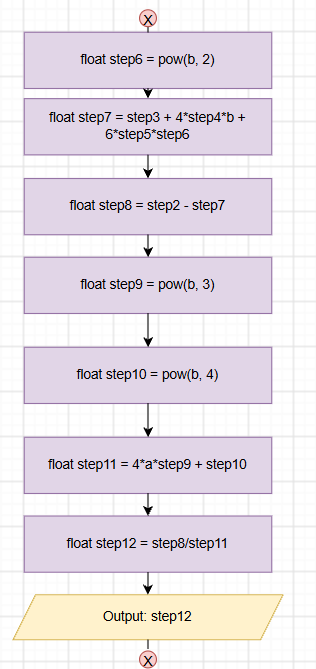 X
float step6 = pow(b, 2)
float step7 = step3 + 4*step4*b +
6*step5*step6
float step8 = step2 - step7
float step9 = pow(b, 3)
float step10 = pow(b, 4)
float step11 = 4*a*step9 + step10
float step12 = step8/step11
Output: step12
X